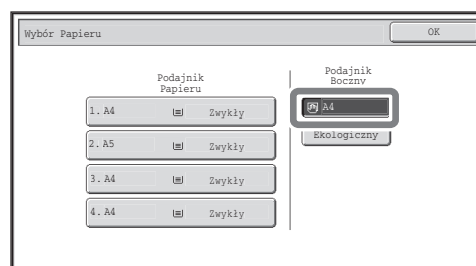 Wybór Papieru
OK
Podajnik
Papieru
1. A4 Zwykły
2. A5 Zwykły
3. A4 Zwykły
4. A4 Zwykły
Podajnik
Boczny
A4
Ekologiczny